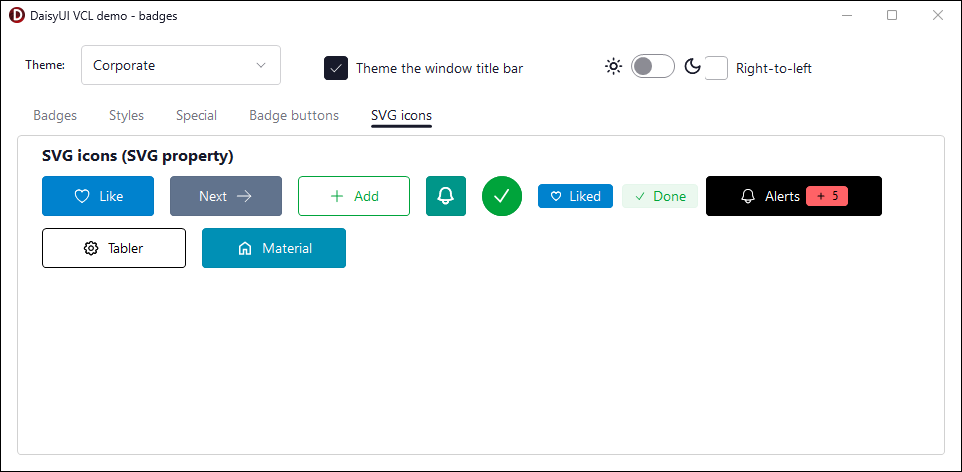 DaisyUI VCL demo - badges
Theme: Corporate Theme the window title bar Right-to-left
Badges Styles Special Badge buttons SVG icons
SVG icons (SVG property)
Like Next Add Liked Done Alerts + 5
Tabler Material